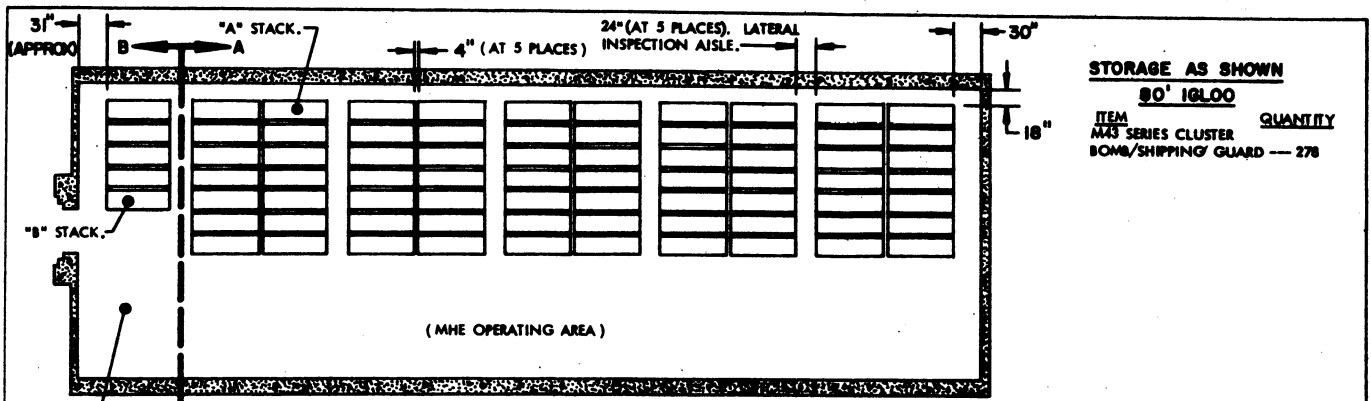 31"
(APPROX)
B A
"A" STACK.
4" (AT 5 PLACES)
24" (AT 5 PLACES). LATERAL
INSPECTION AISLE.
30"
18"
STORAGE AS SHOWN
80' IGLOO
ITEM QUANTITY
M43 SERIES CLUSTER
BOMB/SHIPPING GUARD --- 276
"B" STACK.
(MHE OPERATING AREA)